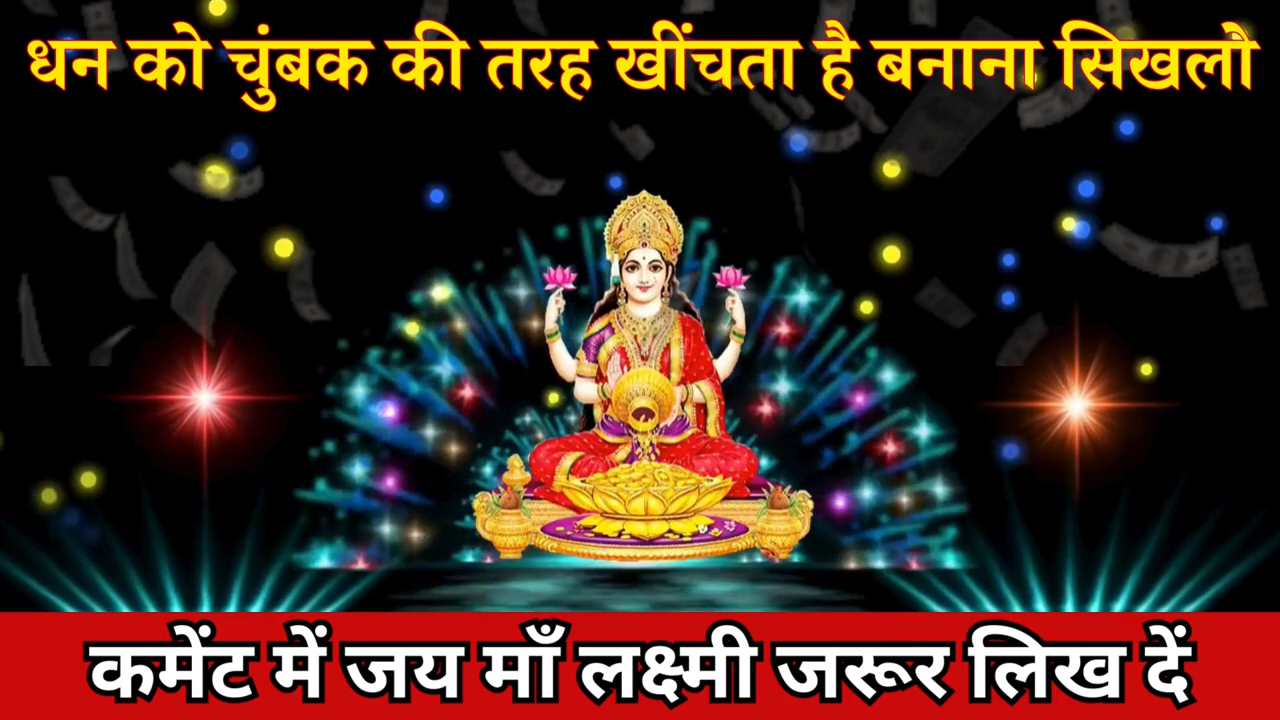 धन को चुंबक की तरह खींचता है बनाना सिखलौ
कमेंट में जय माँ लक्ष्मी जरूर लिख दें